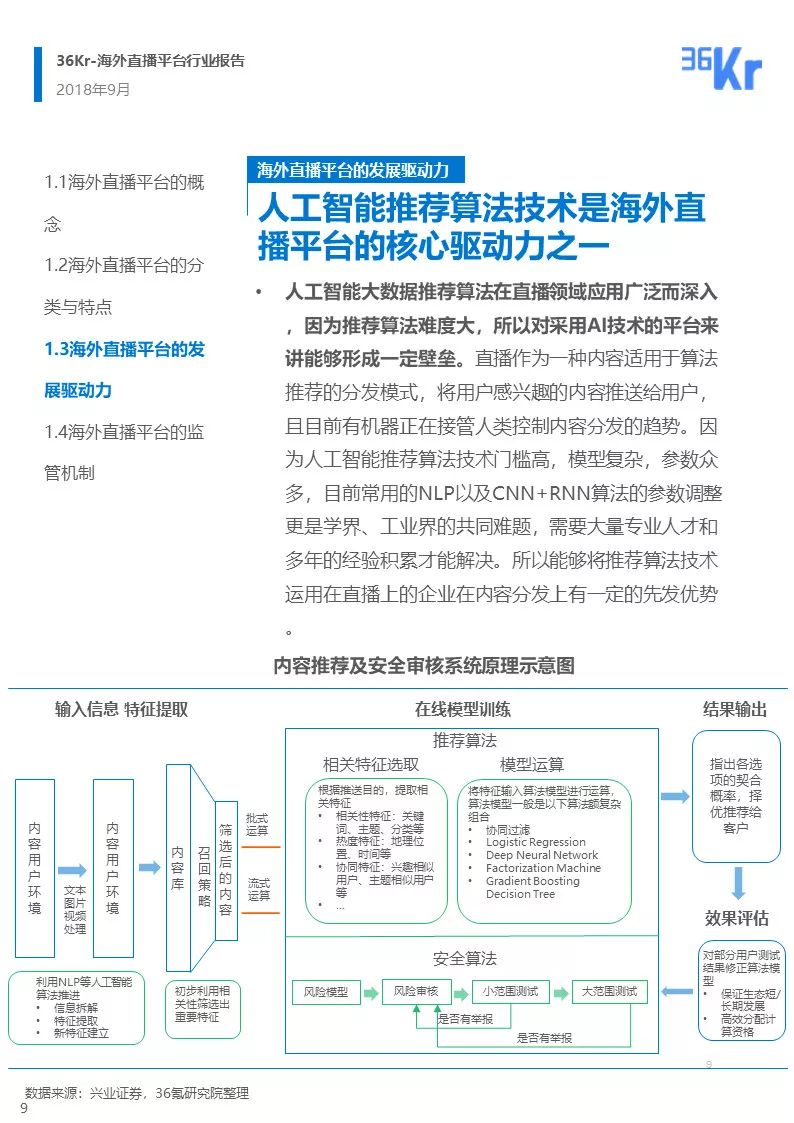 36Kr-海外直播平台行业报告
2018年9月
36Kr
1.1海外直播平台的概
念
1.2海外直播平台的分
类与特点
1.3海外直播平台的发
展驱动力
1.4海外直播平台的监
管机制
海外直播平台的发展驱动力
人工智能推荐算法技术是海外直
播平台的核心驱动力之一
• 人工智能大数据推荐算法在直播领域应用广泛而深入
，因为推荐算法难度大，所以对采用AI技术的平台来
讲能够形成一定壁垒。直播作为一种内容适用于算法
推荐的分发模式，将用户感兴趣的内容推送给用户，
且目前有机器正在接管人类控制内容分发的趋势。因
为人工智能推荐算法技术门槛高，模型复杂，参数众
多，目前常用的NLP以及CNN+RNN算法的参数调整
更是学界、工业界的共同难题，需要大量专业人才和
多年的经验积累才能解决。所以能够将推荐算法技术
运用在直播上的企业在内容分发上有一定的先发优势
。
内容推荐及安全审核系统原理示意图
输入信息 特征提取
在线模型训练
结果输出
内容用户环境
文本
图片
视频
处理
内容用户环境
内容库
召回策略
筛选后的内容
批式
运算
流式
运算
利用NLP等人工智能
算法推进
• 信息拆解
• 特征提取
• 新特征建立
初步利用相
关性筛选出
重要特征
推荐算法
相关特征选取
根据推送目的，提取相
关特征
• 相关性特征：关键
词、主题、分类等
• 热度特征：地理位
置、时间等
• 协同特征：兴趣相似
用户、主题相似用户
等
• ...
模型运算
将特征输入算法模型进行运算，
算法模型一般是以下算法额复杂
组合
• 协同过滤
• Logistic Regression
• Deep Neural Network
• Factorization Machine
• Gradient Boosting
Decision Tree
安全算法
风险模型
风险审核
小范围测试
大范围测试
是否有举报
是否有举报
指出各选
项的契合
概率，择
优推荐给
客户
效果评估
对部分用户测试
结果修正算法模
型
• 保证生态短/
长期发展
• 高效分配计
算资格
9
数据来源：兴业证券，36氪研究院整理
9